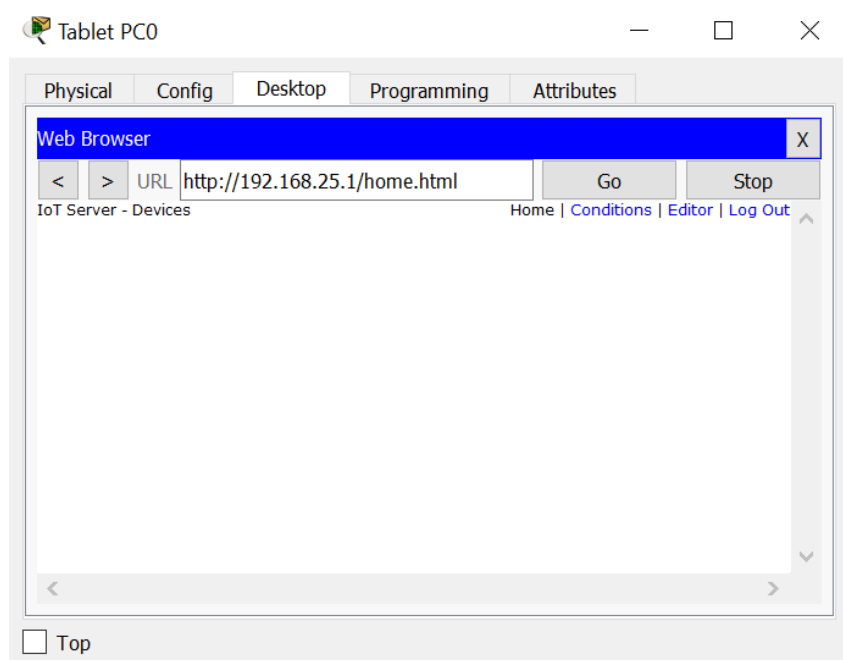 Tablet PC0
Physical Config Desktop Programming Attributes
Web Browser X
< > URL http://192.168.25.1/home.html Go Stop
IoT Server - Devices Home | Conditions | Editor | Log Out
Top